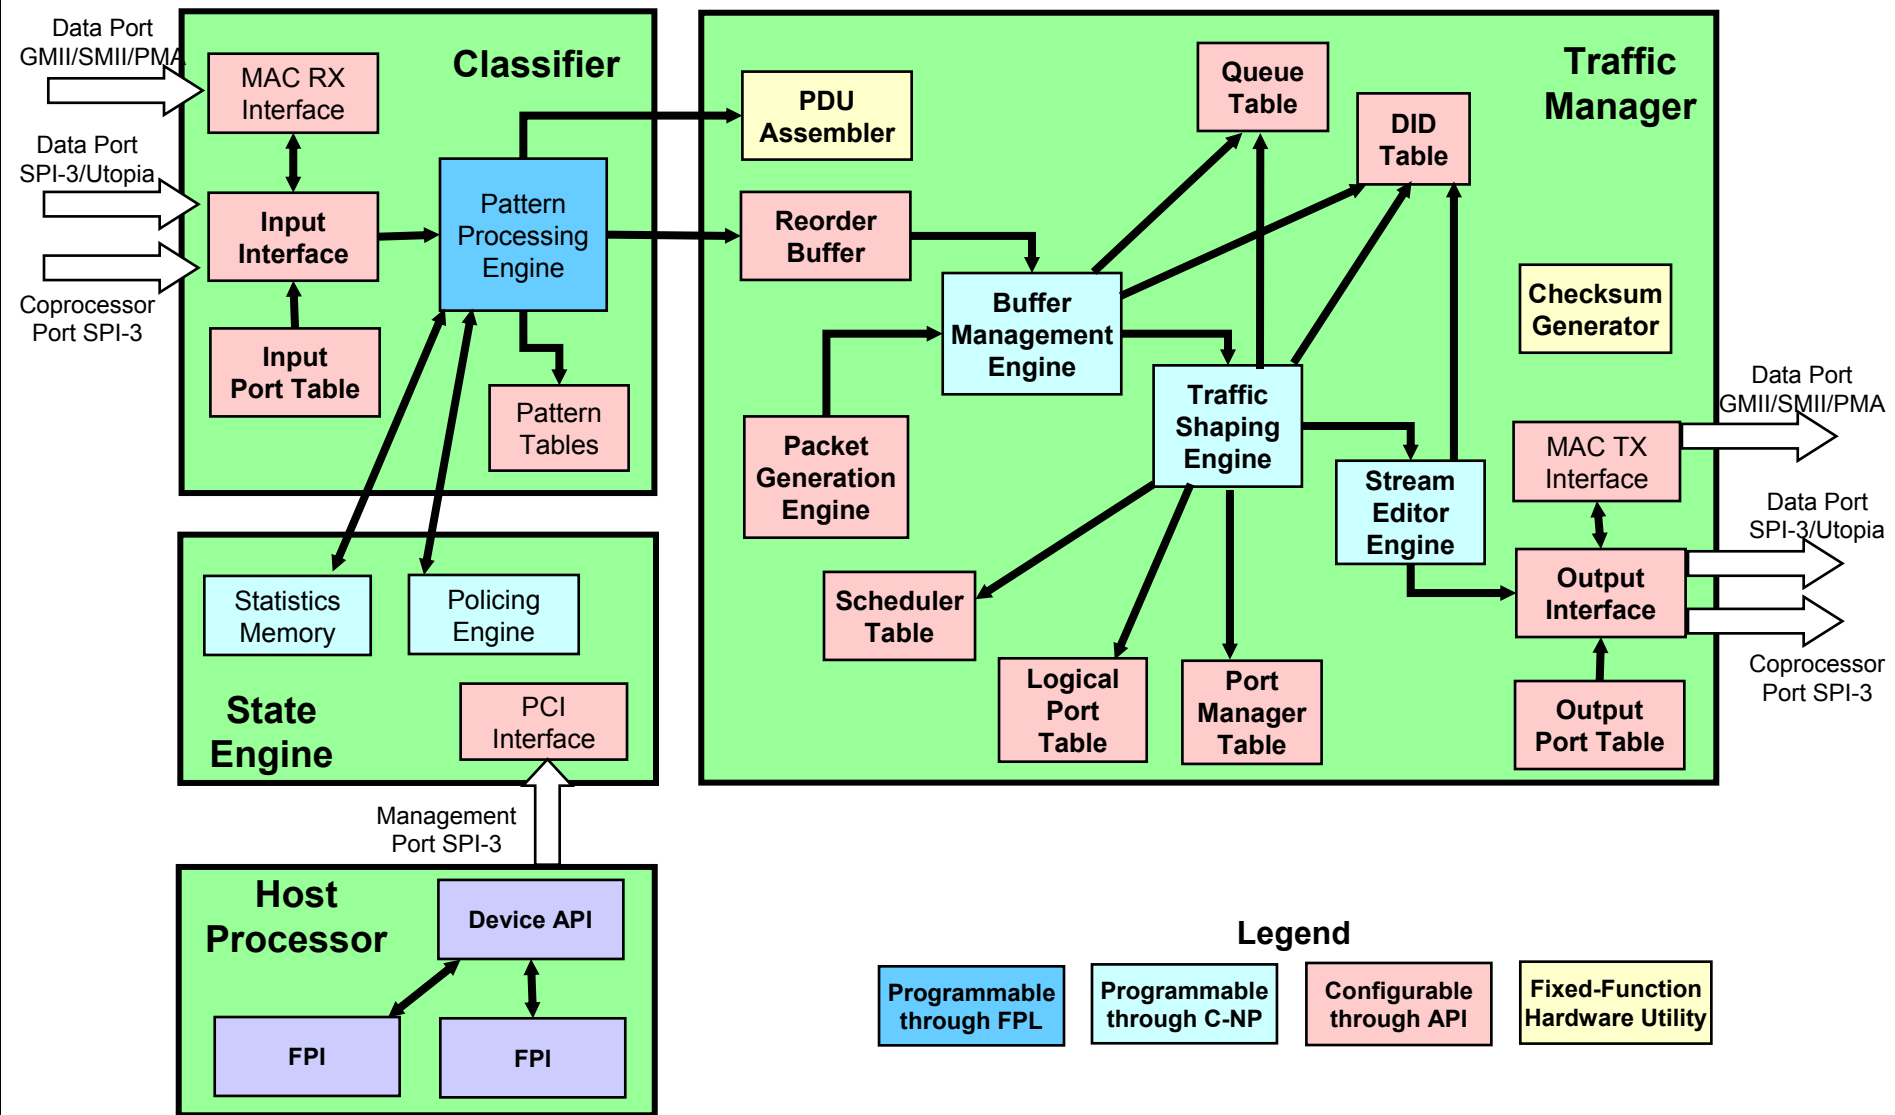 Data Port
GMII/SMII/PMA
Data Port
SPI-3/Utopia
Coprocessor
Port SPI-3
Classifier
MAC RX
Interface
Input
Interface
Input
Port Table
Pattern
Processing
Engine
Pattern
Tables
Statistics
Memory
Policing
Engine
State
Engine
PCI
Interface
Management
Port SPI-3
Host
Processor
Device API
FPI
FPI
Traffic
Manager
PDU
Assembler
Queue
Table
DID
Table
Reorder
Buffer
Buffer
Management
Engine
Checksum
Generator
Packet
Generation
Engine
Traffic
Shaping
Engine
Stream
Editor
Engine
MAC TX
Interface
Scheduler
Table
Logical
Port
Table
Port
Manager
Table
Output
Interface
Output
Port Table
Data Port
GMII/SMII/PMA
Data Port
SPI-3/Utopia
Coprocessor
Port SPI-3
Legend
Programmable
through FPL
Programmable
through C-NP
Configurable
through API
Fixed-Function
Hardware Utility